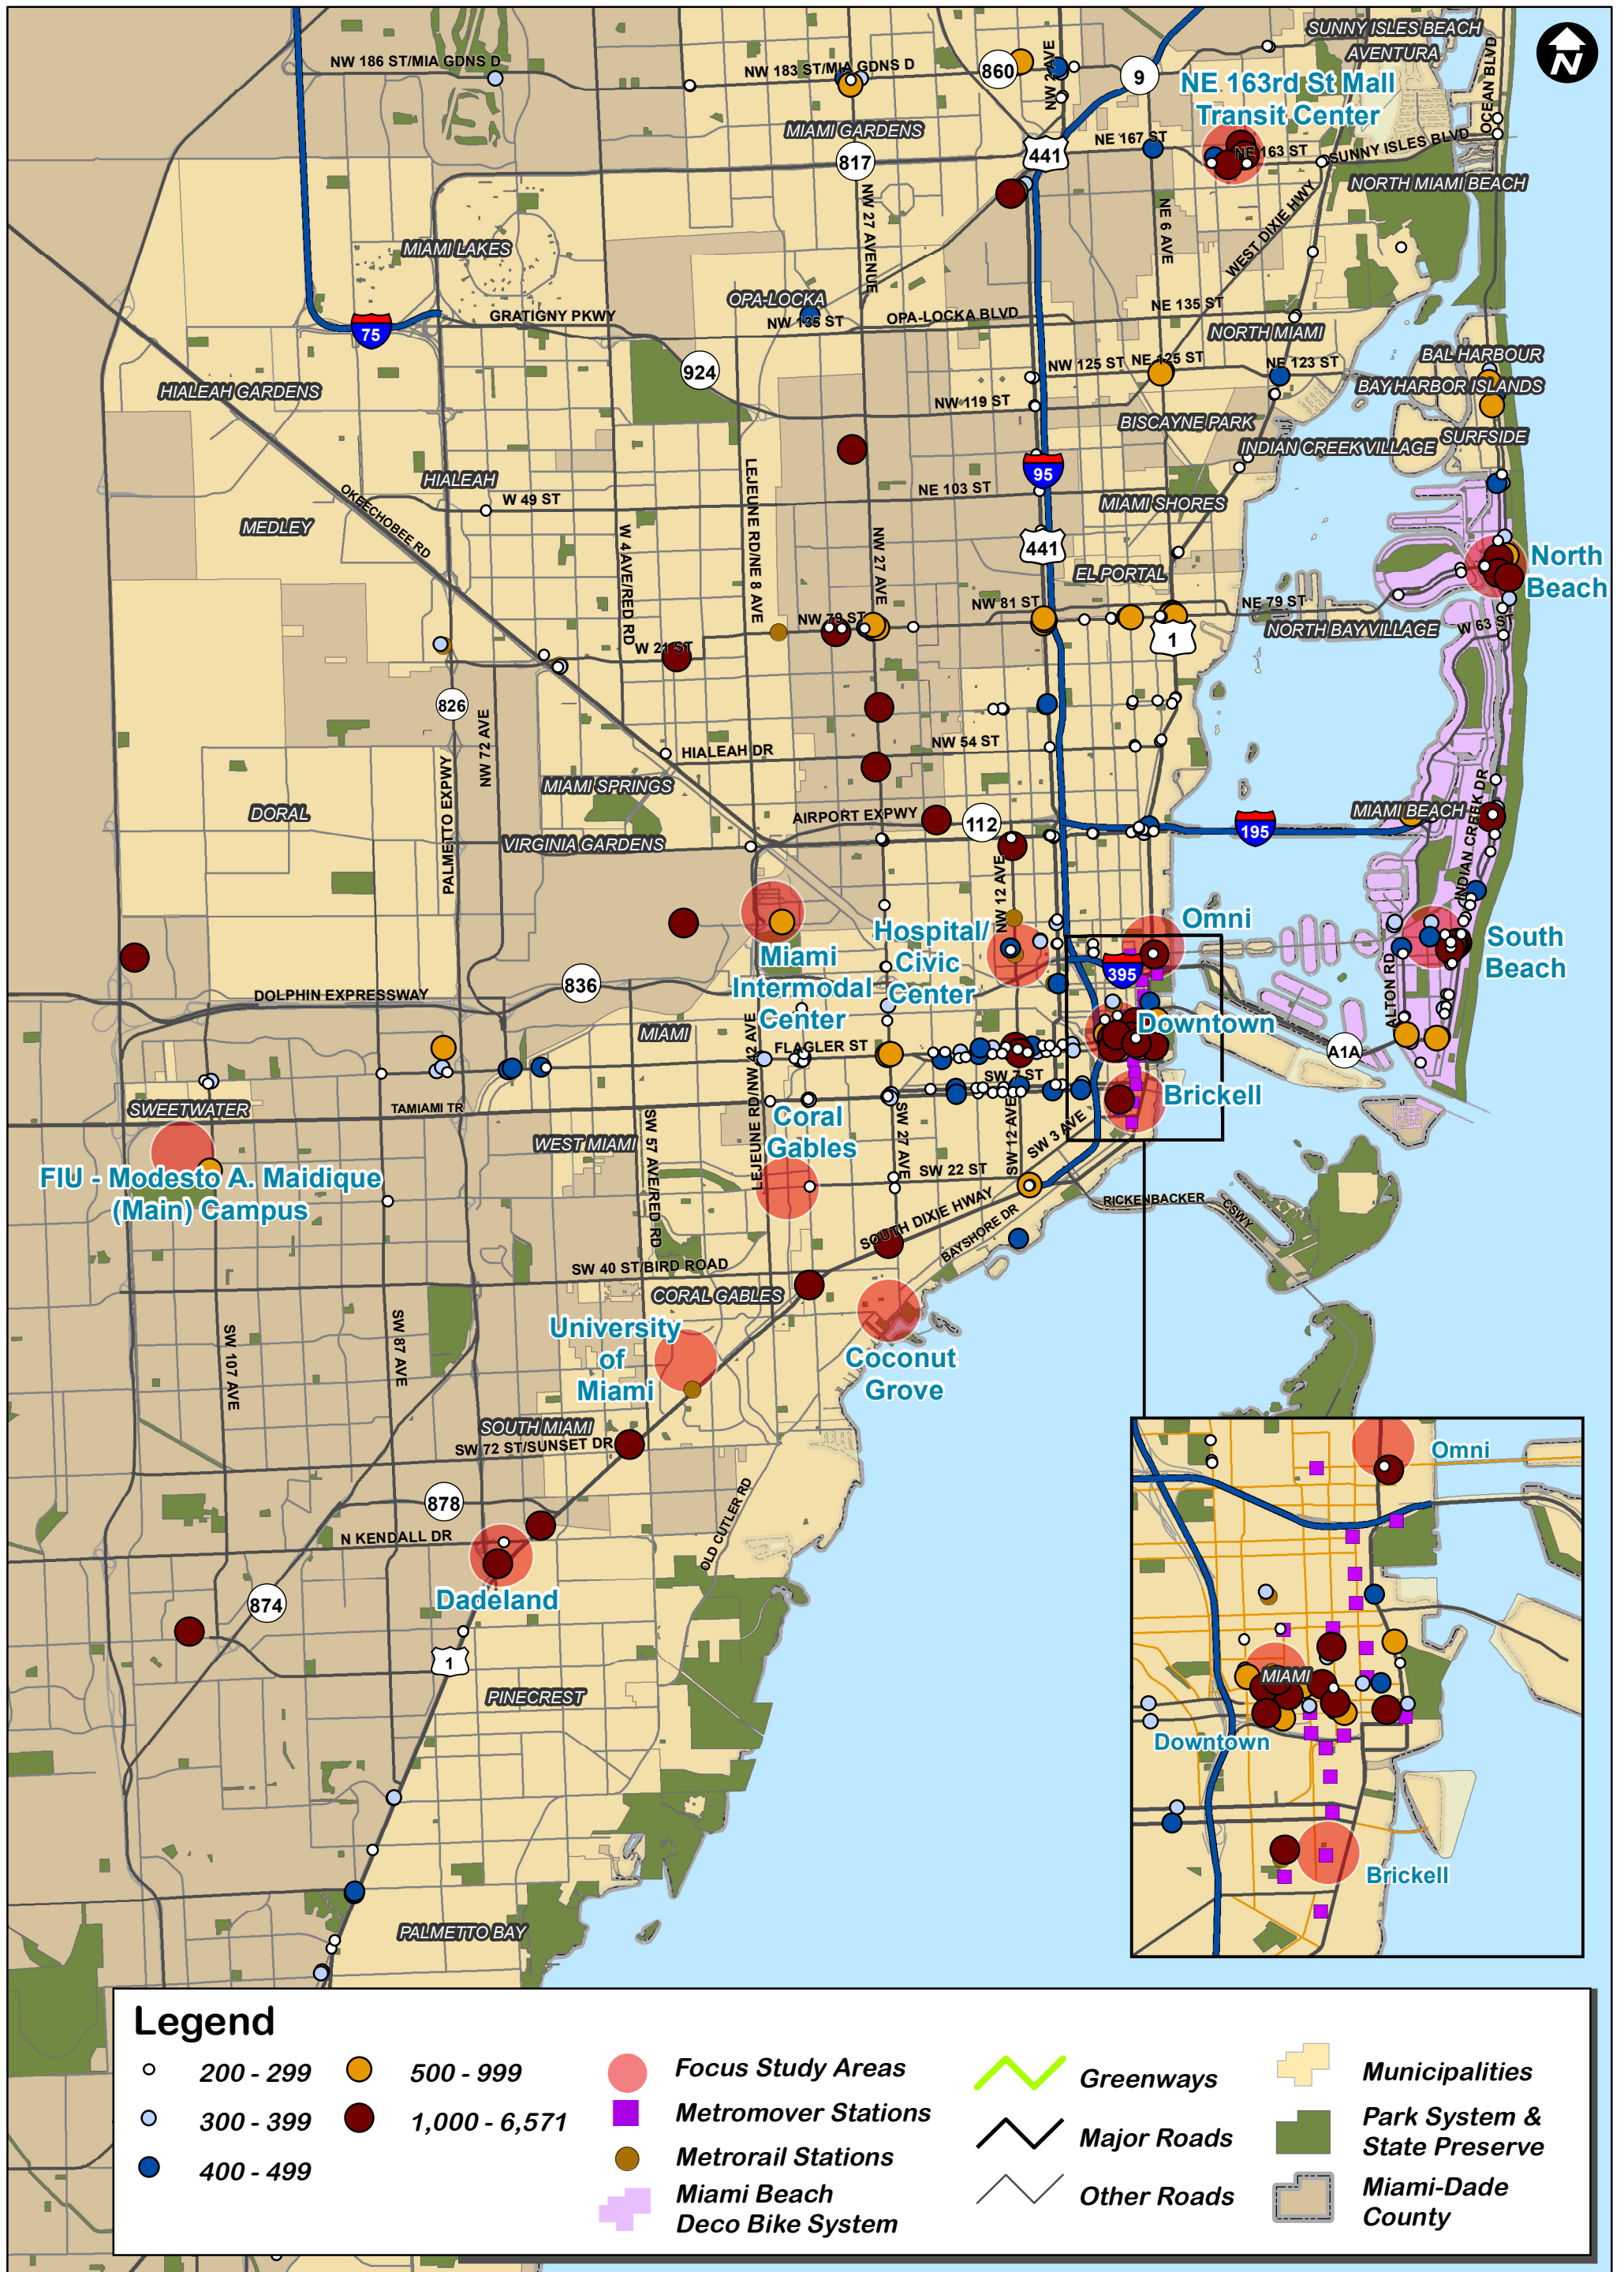 SUNNY ISLES BEACH
AVENTURA
N
NW 186 ST/MIA GDNS D
NW 183 ST/MIA GDNS D
860
NW 2 AVE
9
OCEAN BLVD
NE 163rd St Mall
Transit Center
MIAMI GARDENS
817
441
NE 167 ST
NE 163 ST
SUNNY ISLES BLVD
NORTH MIAMI BEACH
NW 27 AVENUE
NE 6 AVE
WEST DIXIE HWY
MIAMI LAKES
OPA-LOCKA
NW 135 ST
OPA-LOCKA BLVD
NE 135 ST
GRATIGNY PKWY
75
NORTH MIAMI
924
NW 125 ST
NE 125 ST
NE 123 ST
BAL HARBOUR
BAY HARBOR ISLANDS
HIALEAH GARDENS
NW 119 ST
BISCAYNE PARK
INDIAN CREEK VILLAGE
SURFSIDE
95
HIALEAH
W 49 ST
NE 103 ST
MIAMI SHORES
OKEECHOBEE RD
MEDLEY
W 4 AVE/RED RD
LEJEUNE RD/NE 8 AVE
NW 27 AVE
441
EL PORTAL
North
Beach
NW 81 ST
NE 79 ST
NW 79 ST
NORTH BAY VILLAGE
W 63 ST
1
W 21 ST
826
NW 72 AVE
HIALEAH DR
NW 54 ST
PALMETTO EXPWY
MIAMI SPRINGS
DORAL
AIRPORT EXPWY
112
195
MIAMI BEACH
INDIAN CREEK DR
VIRGINIA GARDENS
NW 12 AVE
Omni
Hospital/
Civic
Center
Miami
Intermodal
Center
South
Beach
395
836
DOLPHIN EXPRESSWAY
ALTON RD
MIAMI
Downtown
A1A
FLAGLER ST
SW 7 ST
Brickell
SWEETWATER
TAMIAMI TR
LEJEUNE RD/NW 42 AVE
Coral
Gables
SW 27 AVE
SW 12 AVE
SW 3 AVE
WEST MIAMI
SW 57 AVE/RED RD
FIU - Modesto A. Maidique
(Main) Campus
SW 22 ST
RICKENBACKER
CSWY
SOUTH DIXIE HWAY
BAYSHORE DR
SW 40 ST/BIRD ROAD
CORAL GABLES
SW 107 AVE
SW 87 AVE
University
of
Miami
Coconut
Grove
SOUTH MIAMI
SW 72 ST/SUNSET DR
Omni
878
N KENDALL DR
OLD CUTLER RD
Dadeland
874
1
MIAMI
PINECREST
Downtown
Brickell
PALMETTO BAY
Legend
200 - 299
300 - 399
400 - 499
500 - 999
1,000 - 6,571
Focus Study Areas
Metromover Stations
Metrorail Stations
Miami Beach
Deco Bike System
Greenways
Major Roads
Other Roads
Municipalities
Park System &
State Preserve
Miami-Dade
County